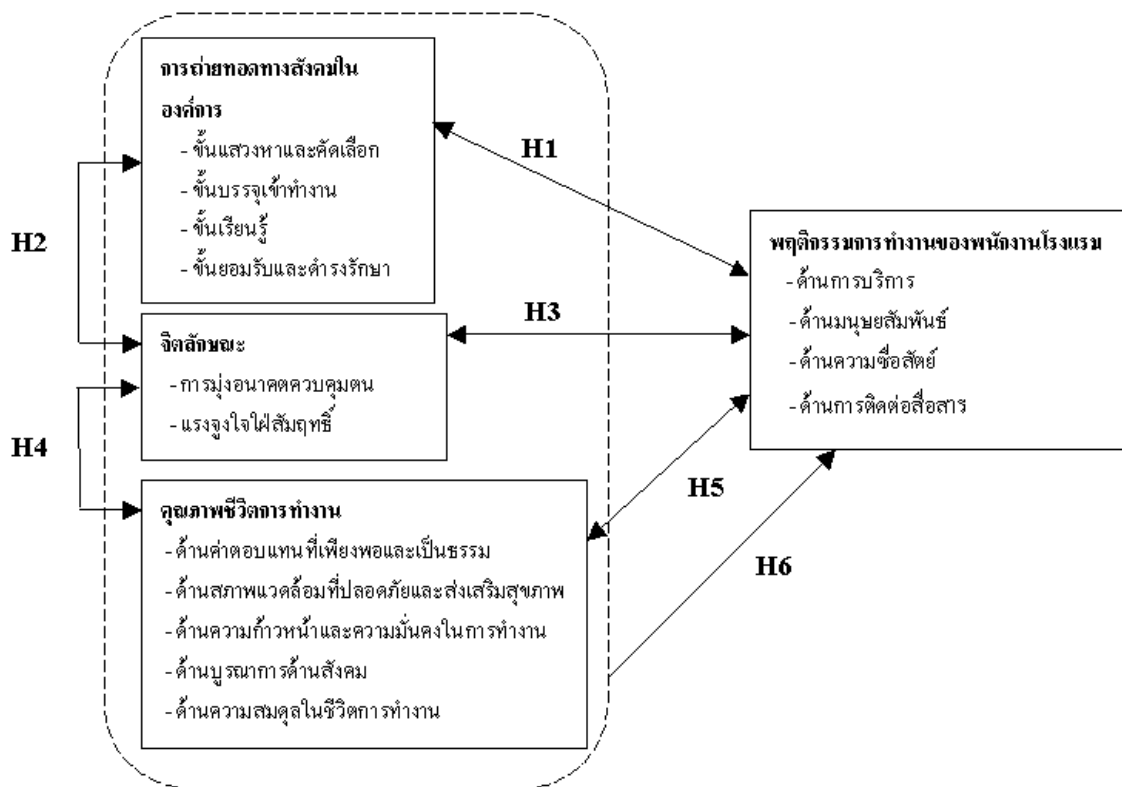 การถ่ายทอดทางสังคมใน
องค์การ
- ขั้นแสวงหาและคัดเลือก
- ขั้นบรรจุเข้าทำงาน
- ขั้นเรียนรู้
- ขั้นยอมรับและดำรงรักษา
H1
H2
พฤติกรรมการทำงานของพนักงานโรงแรม
- ด้านการบริการ
- ด้านมนุษยสัมพันธ์
- ด้านความซื่อสัตย์
- ด้านการติดต่อสื่อสาร
H3
จิตลักษณะ
- การมุ่งอนาคตควบคุมตน
- แรงจูงใจใฝ่สัมฤทธิ์
H4
H5
คุณภาพชีวิตการทำงาน
- ด้านค่าตอบแทนที่เพียงพอและเป็นธรรม
- ด้านสภาพแวดล้อมที่ปลอดภัยและส่งเสริมสุขภาพ
- ด้านความก้าวหน้าและความมั่นคงในการทำงาน
- ด้านบูรณาการด้านสังคม
- ด้านความสมดุลในชีวิตการทำงาน
H6